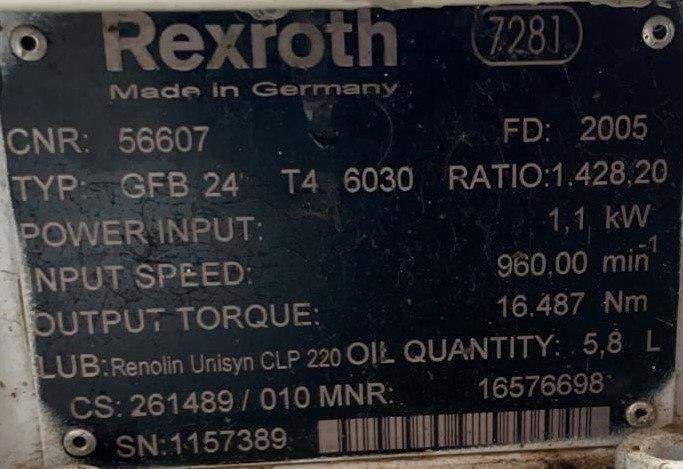 Rexroth 7281
Made in Germany
CNR: 56607 FD: 2005
TYP: GFB 24 T4 6030 RATIO:1.428,20
POWER INPUT: 1,1 kW
INPUT SPEED: 960,00 min-1
OUTPUT TORQUE: 16.487 Nm
LUB:Renolin Unisyn CLP 220 OIL QUANTITY: 5,8 L
CS: 261489 / 010 MNR: 16576698
SN:1157389